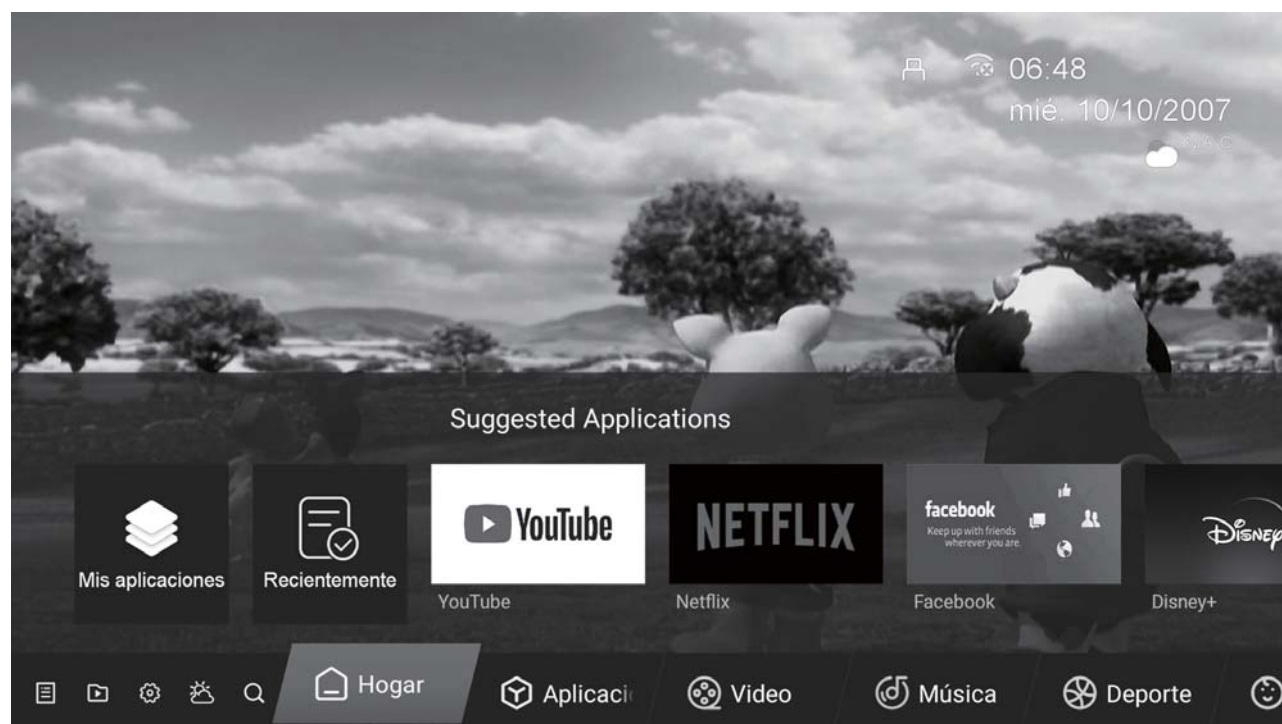 06:48
mié. 10/10/2007
Suggested Applications
Mis aplicaciones
Recientemente
YouTube
NETFLIX
facebook
Keep up with friends
wherever you are.
DISNEY
YouTube
Netflix
Facebook
Disney+
Hogar
Aplicaci
Video
Música
Deporte